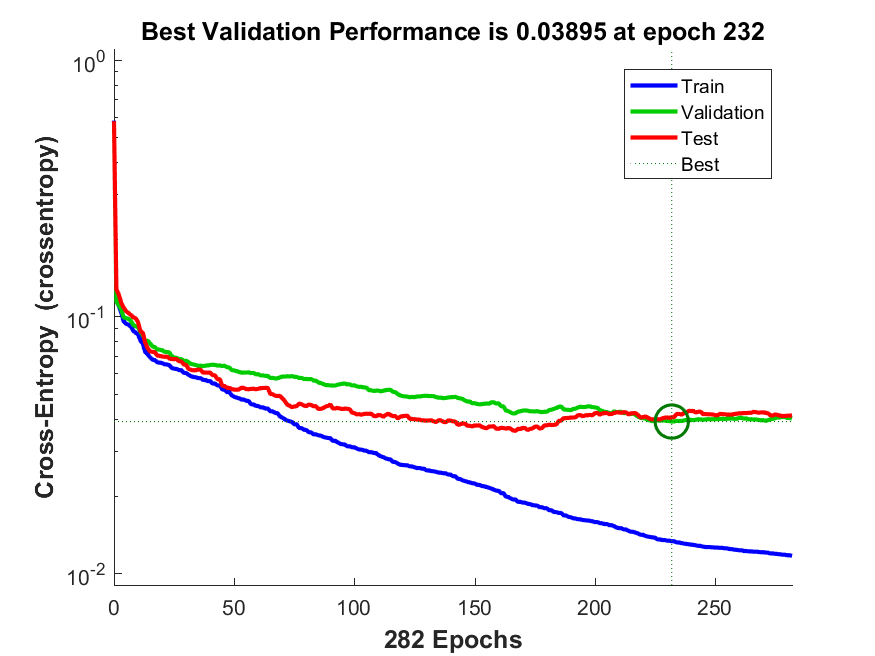 Best Validation Performance is 0.03895 at epoch 232
Cross-Entropy (crossentropy)
10^0
10^-1
10^-2
Train
Validation
Test
Best
0 50 100 150 200 250
282 Epochs